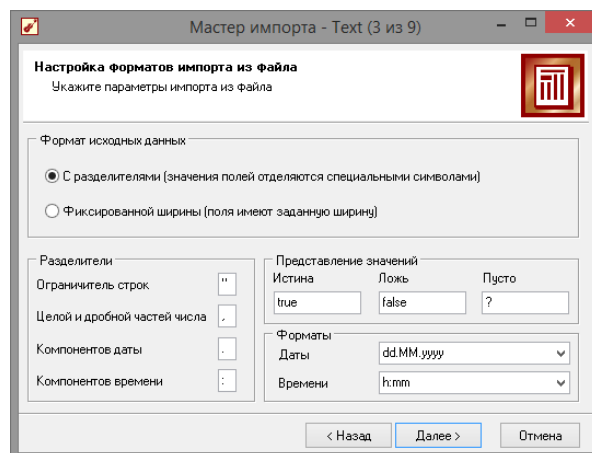 Мастер импорта - Text (3 из 9)
Настройка форматов импорта из файла
Укажите параметры импорта из файла
Формат исходных данных
С разделителями (значения полей отделяются специальными символами)
Фиксированной ширины (поля имеют заданную ширину)
Разделители
Ограничитель строк "
Целой и дробной частей числа ,
Компонентов даты .
Компонентов времени :
Представление значений
Истина Ложь Пусто
true false ?
Форматы
Даты dd.MM.yyyy
Времени h:mm
< Назад Далее > Отмена